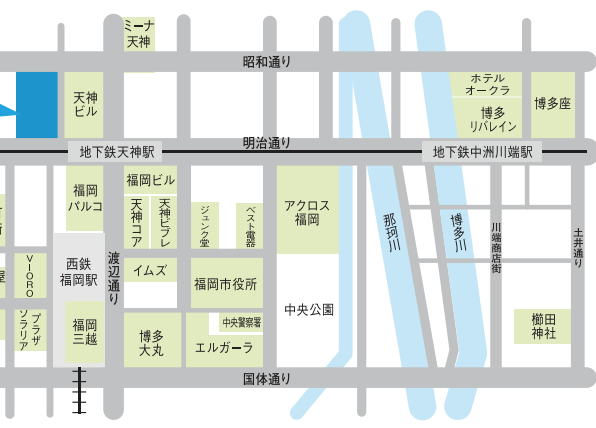 ミーナ
天神
昭和通り
天神
ビル
ホテル
オークラ
博多
リバレイン
博多座
明治通り
地下鉄天神駅
地下鉄中洲川端駅
福岡
パルコ
福岡ビル
天神コア
天神ビブレ
ジュンク堂
ベスト電器
アクロス
福岡
那珂川
博多川
川端商店街
土井通り
西鉄
福岡駅
渡辺通り
VIORO
イムズ
福岡市役所
ソラリア
プラザ
福岡
三越
博多
大丸
中央警察署
エルガーラ
中央公園
櫛田
神社
国体通り